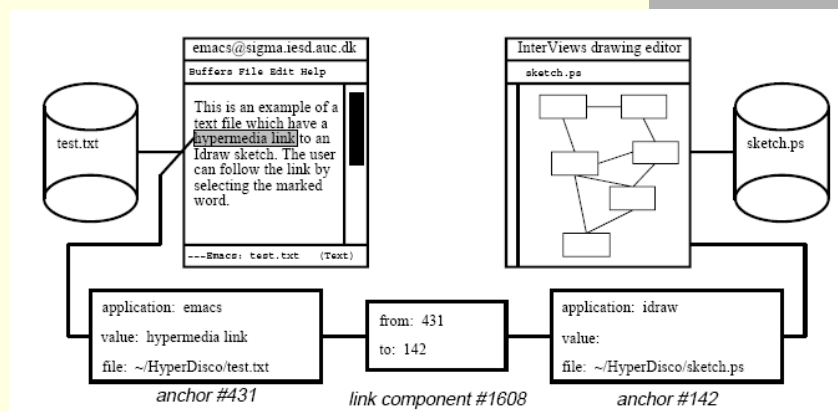 emacs@sigma.iesd.auc.dk
Buffers File Edit Help
This is an example of a
text file which have a
hypermedia link to an
Idraw sketch. The user
can follow the link by
selecting the marked
word.
---Emacs: test.txt (Text)
test.txt
InterViews drawing editor
sketch.ps
sketch.ps
application: emacs
value: hypermedia link
file: ~/HyperDisco/test.txt
anchor #431
from: 431
to: 142
link component #1608
application: idraw
value:
file: ~/HyperDisco/sketch.ps
anchor #142